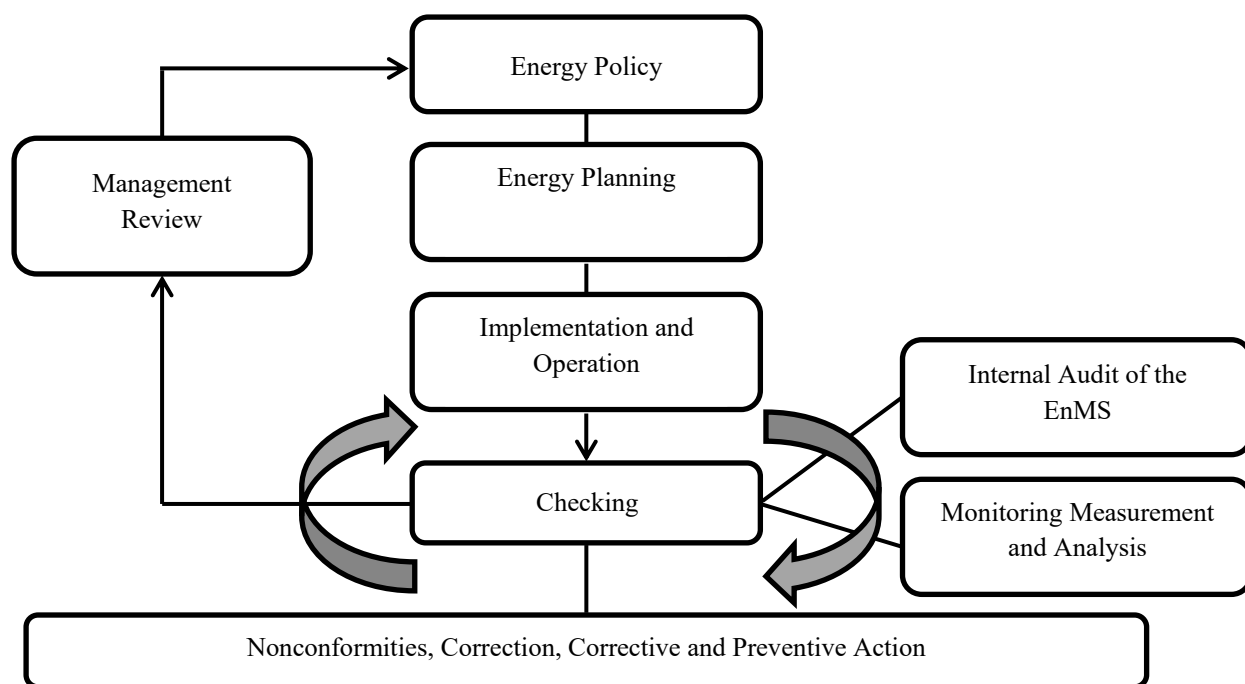 Energy Policy
Management
Review
Energy Planning
Implementation and
Operation
Internal Audit of the
EnMS
Checking
Monitoring Measurement
and Analysis
Nonconformities, Correction, Corrective and Preventive Action